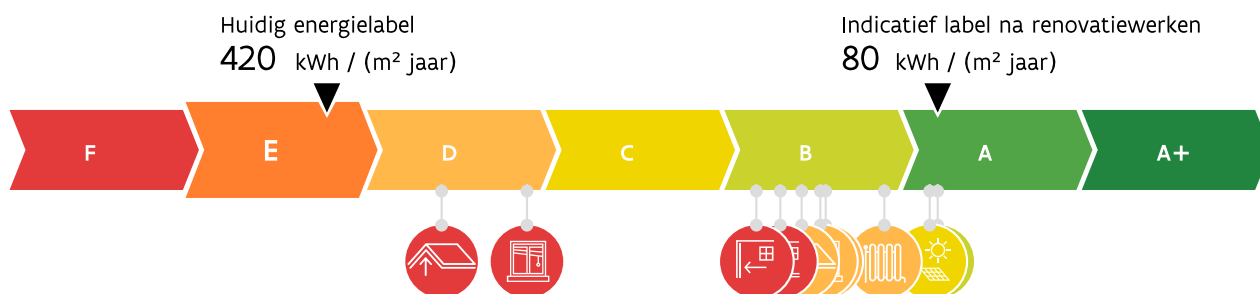 Huidig energielabel
420 kWh / (m² jaar)
Indicatief label na renovatiewerken
80 kWh / (m² jaar)
F E D C B A A+